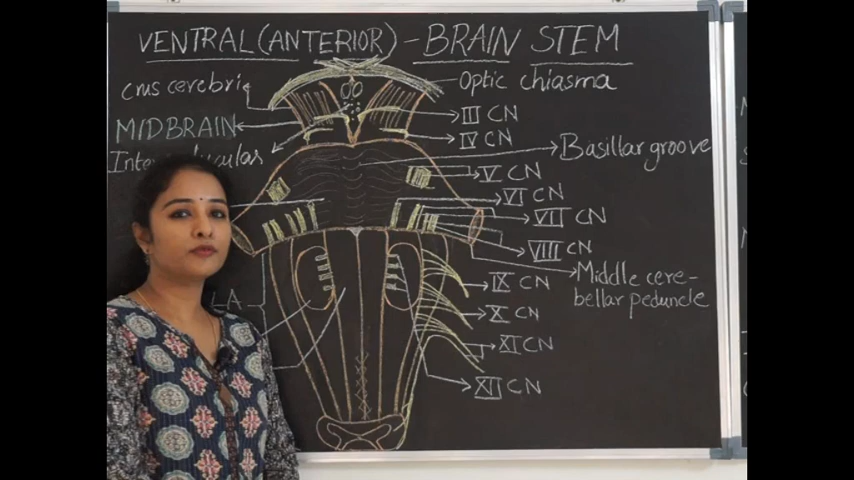 VENTRAL (ANTERIOR) - BRAIN STEM
crus cerebri
Optic chiasma
III CN
MIDBRAIN
IV CN
Basillar groove
V CN
VI CN
VII CN
VIII CN
Middle cere-
bellar peduncle
IX CN
X CN
XI CN
XII CN